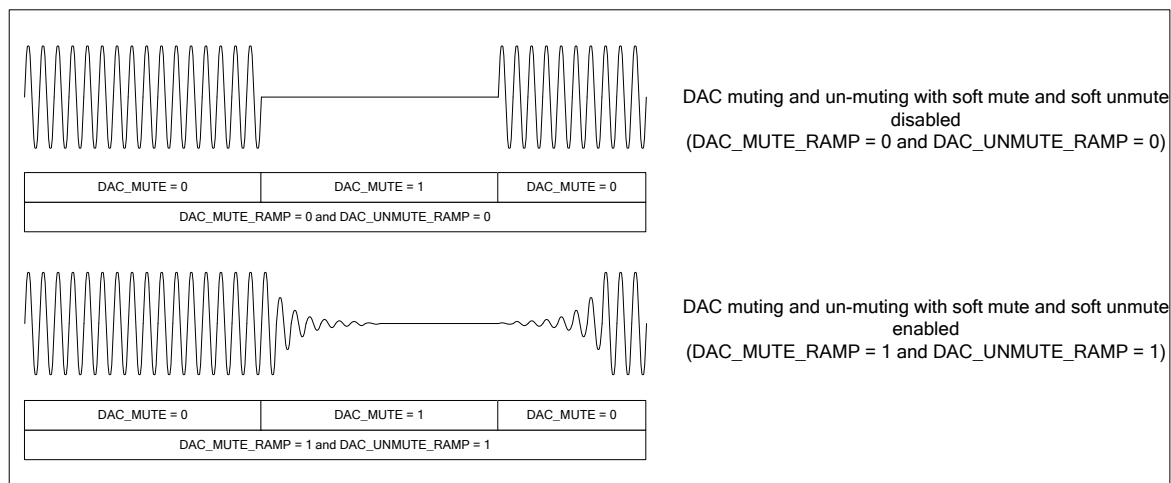 DAC muting and un-muting with soft mute and soft unmute
disabled
(DAC_MUTE_RAMP = 0 and DAC_UNMUTE_RAMP = 0)
DAC_MUTE = 0
DAC_MUTE = 1
DAC_MUTE = 0
DAC_MUTE_RAMP = 0 and DAC_UNMUTE_RAMP = 0
DAC muting and un-muting with soft mute and soft unmute
enabled
(DAC_MUTE_RAMP = 1 and DAC_UNMUTE_RAMP = 1)
DAC_MUTE = 0
DAC_MUTE = 1
DAC_MUTE = 0
DAC_MUTE_RAMP = 1 and DAC_UNMUTE_RAMP = 1